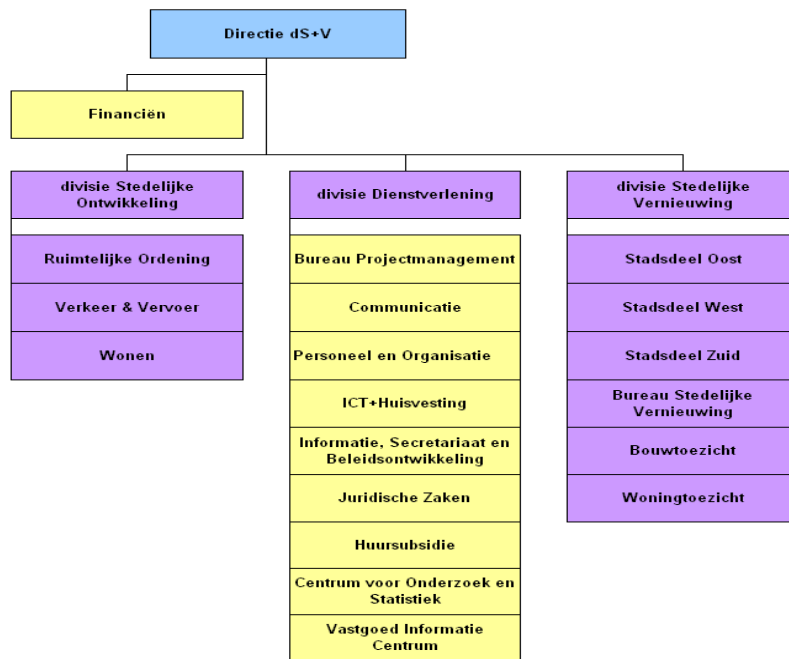 Directie dS+V
Financiën
divisie Stedelijke
Ontwikkeling
Ruimtelijke Ordening
Verkeer & Vervoer
Wonen
divisie Dienstverlening
Bureau Projectmanagement
Communicatie
Personeel en Organisatie
ICT+Huisvesting
Informatie, Secretariaat en
Beleidsontwikkeling
Juridische Zaken
Huursubsidie
Centrum voor Onderzoek en
Statistiek
Vastgoed Informatie
Centrum
divisie Stedelijke
Vernieuwing
Stadsdeel Oost
Stadsdeel West
Stadsdeel Zuid
Bureau Stedelijke
Vernieuwing
Bouwtoezicht
Woningtoezicht